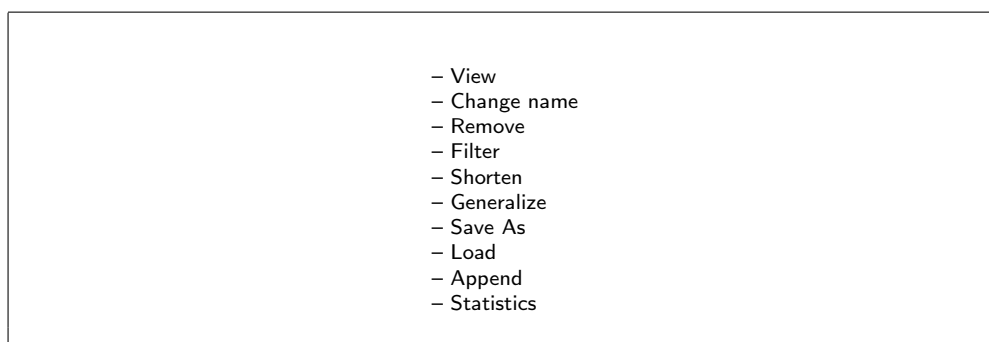 – View
– Change name
– Remove
– Filter
– Shorten
– Generalize
– Save As
– Load
– Append
– Statistics